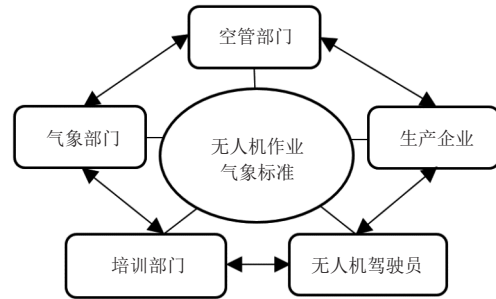 空管部门
气象部门
无人机作业
气象标准
生产企业
培训部门
无人机驾驶员